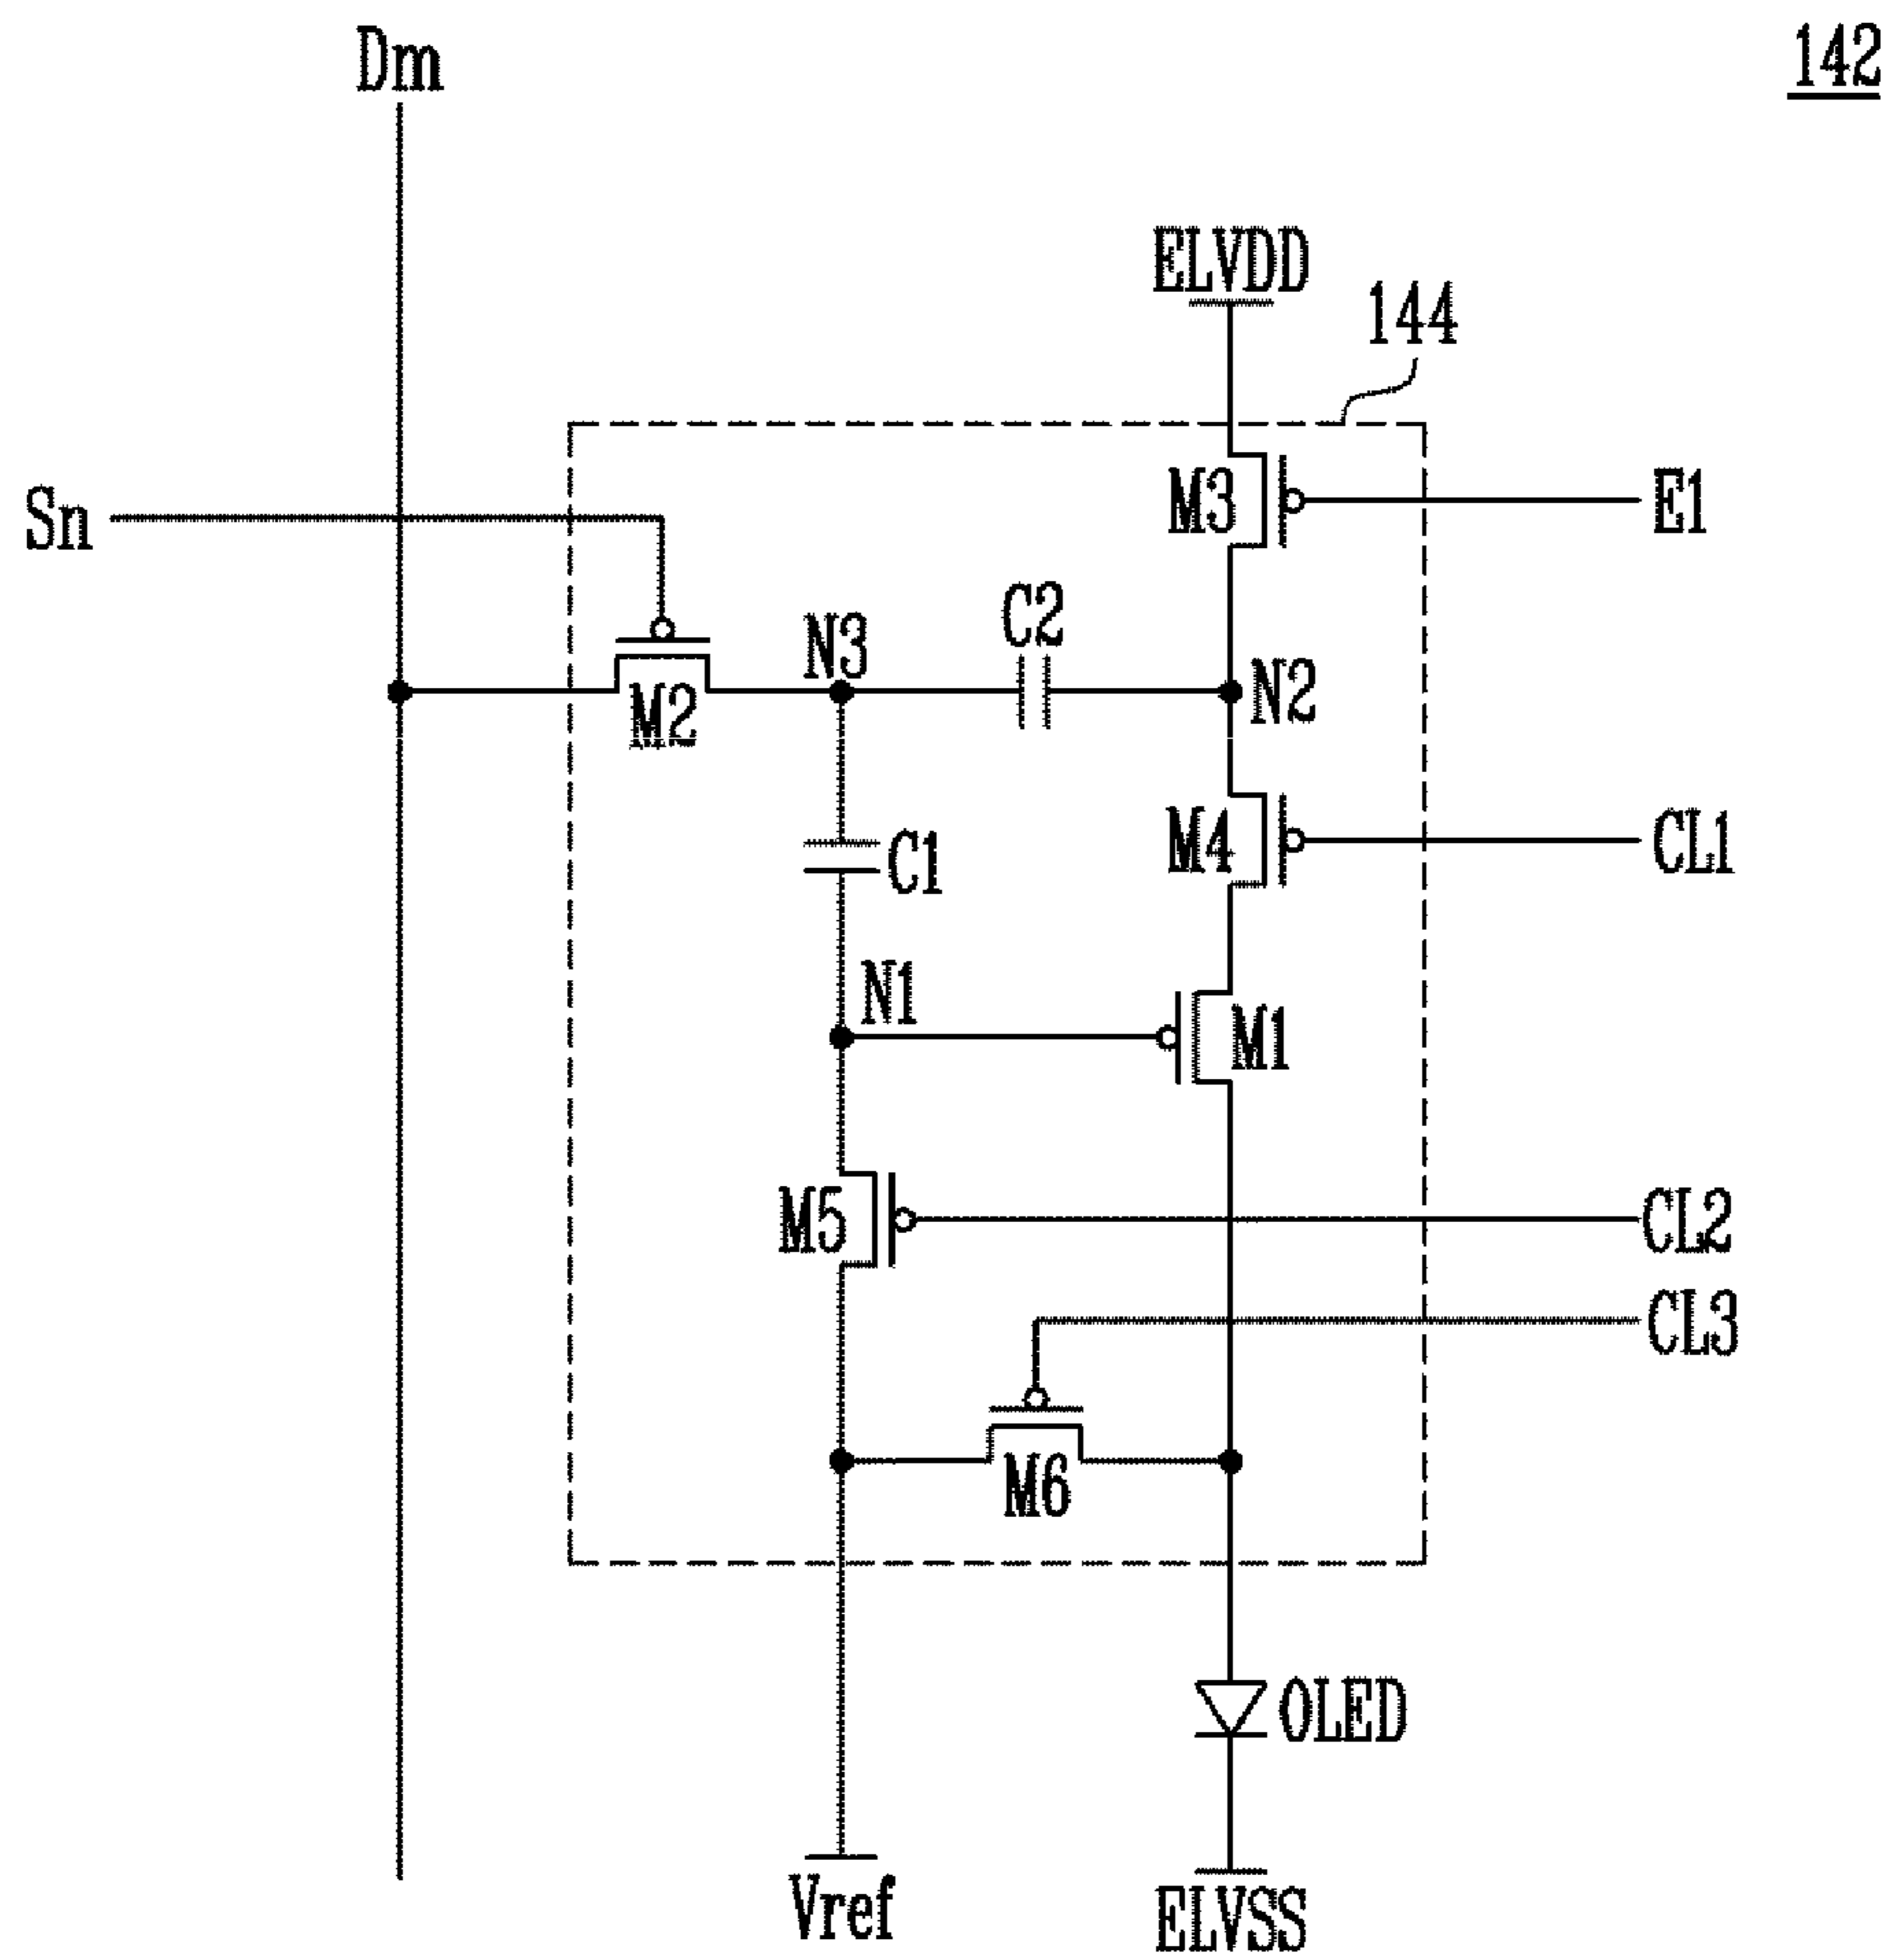 Dm
142
ELVDD
144
Sn
M3
E1
N3
C2
N2
M2
M4
CL1
C1
N1
M1
M5
CL2
CL3
M6
OLED
Vref
ELVSS